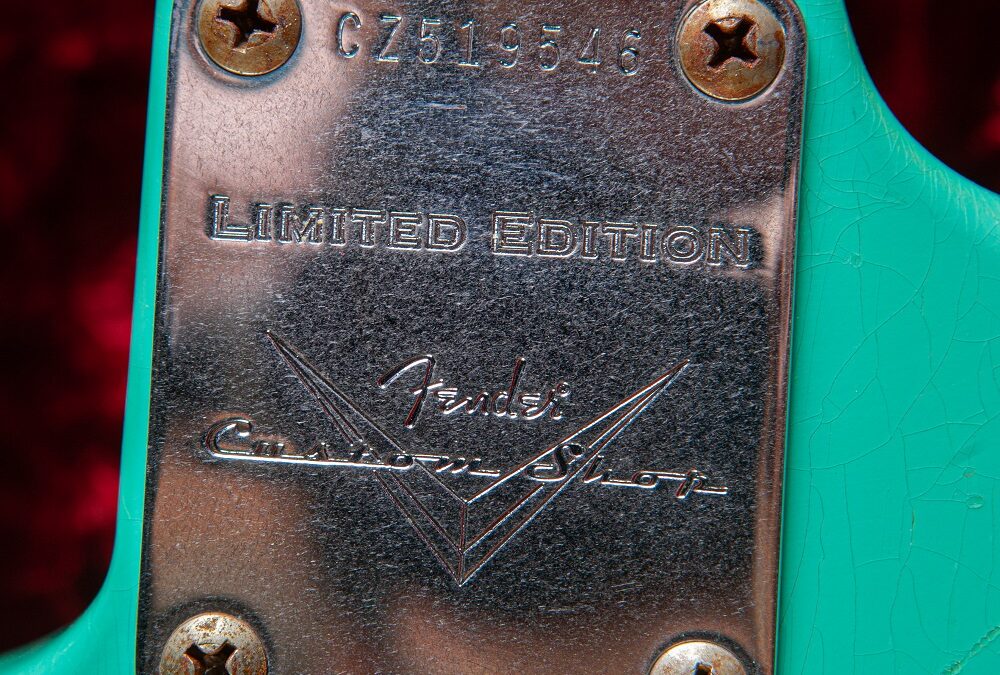 CZ519546
LIMITED EDITION
Fender
Custom Shop